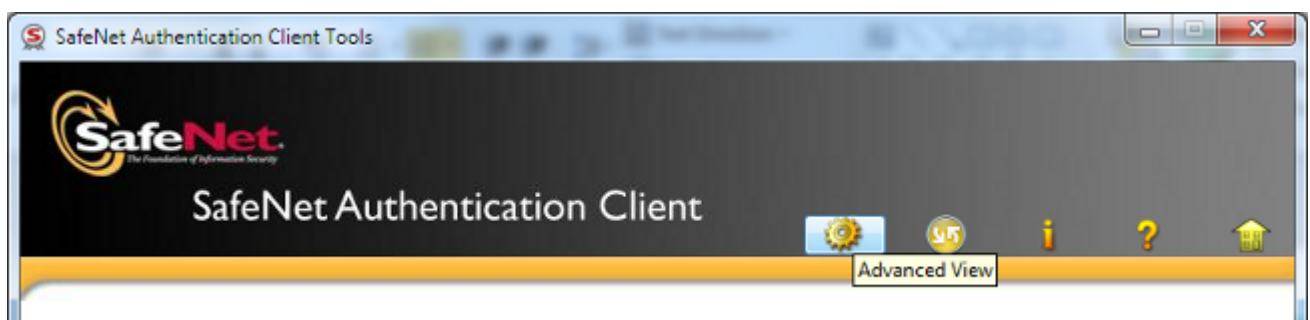 SafeNet Authentication Client Tools
SafeNet.
The Foundation of Information Security
SafeNet Authentication Client
Advanced View